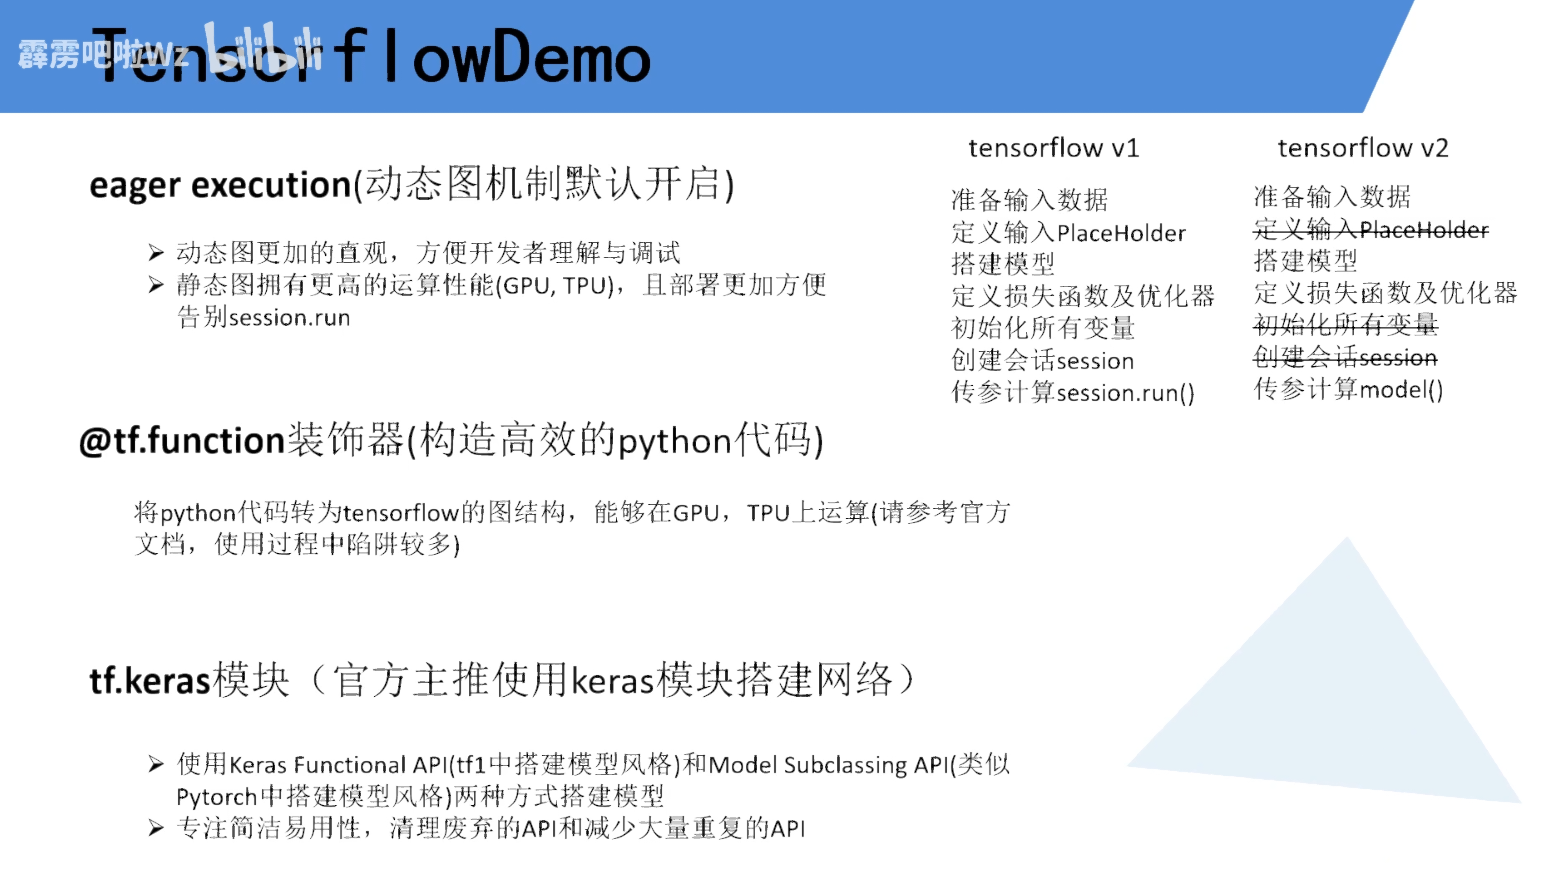 TensorflowDemo
霹雳吧啦Wz bilibili
eager execution(动态图机制默认开启)
➢ 动态图更加的直观，方便开发者理解与调试
➢ 静态图拥有更高的运算性能(GPU, TPU)，且部署更加方便
告别session.run
tensorflow v1
准备输入数据
定义输入PlaceHolder
搭建模型
定义损失函数及优化器
初始化所有变量
创建会话session
传参计算session.run()
tensorflow v2
准备输入数据
定义输入PlaceHolder
搭建模型
定义损失函数及优化器
初始化所有变量
创建会话session
传参计算model()
@tf.function装饰器(构造高效的python代码)
将python代码转为tensorflow的图结构，能够在GPU，TPU上运算(请参考官方
文档，使用过程中陷阱较多)
tf.keras模块（官方主推使用keras模块搭建网络）
➢ 使用Keras Functional API(tf1中搭建模型风格)和Model Subclassing API(类似
Pytorch中搭建模型风格)两种方式搭建模型
➢ 专注简洁易用性，清理废弃的API和减少大量重复的API